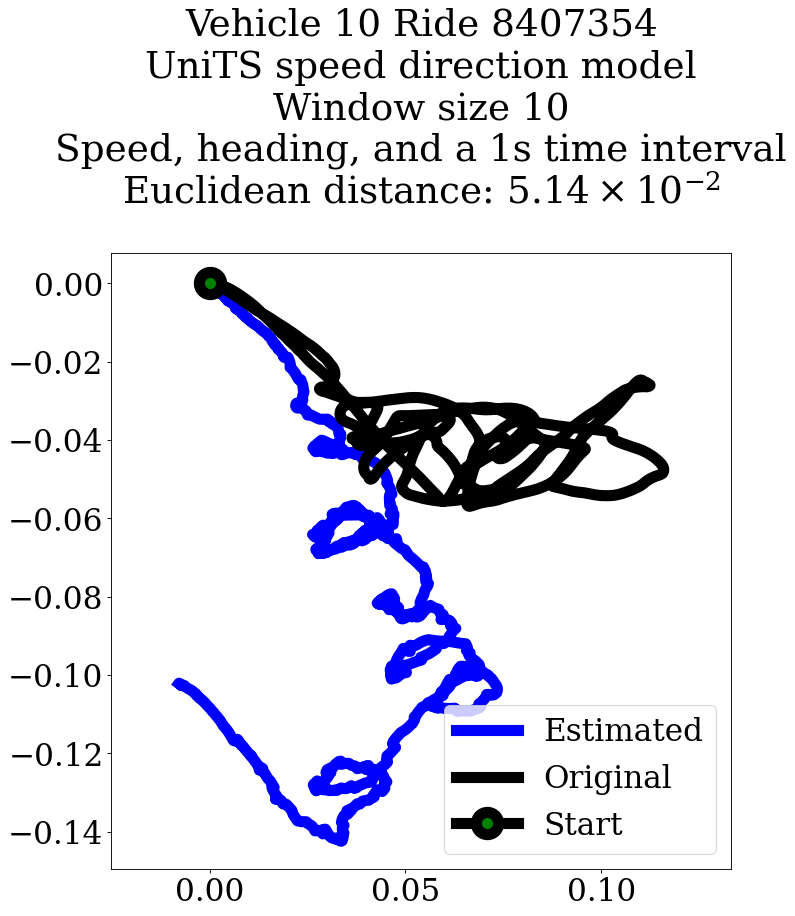 Vehicle 10 Ride 8407354
UniTS speed direction model
Window size 10
Speed, heading, and a 1s time interval
Euclidean distance: 5.14 × 10⁻²
0.00
−0.02
−0.04
−0.06
−0.08
−0.10
−0.12
−0.14
Estimated
Original
Start
0.00 0.05 0.10